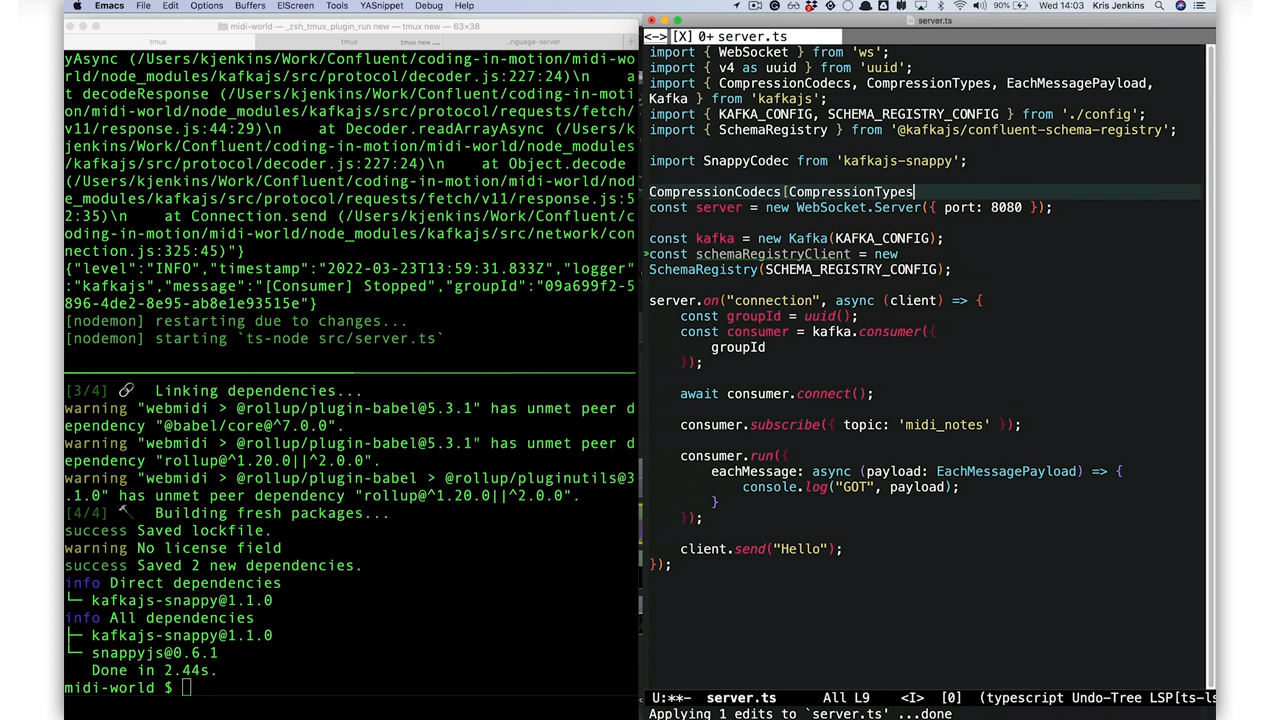 Emacs File Edit Options Buffers ELScreen Tools YASnippet Debug Help 90% Wed 14:03 Kris Jenkins
midi-world — _zsh_tmux_plugin_run new — tmux new — 63×38
tmux tmux tmux new ... ...nguage-server
yAsync (/Users/kjenkins/Work/Confluent/coding-in-motion/midi-wo
rld/node_modules/kafkajs/src/protocol/decoder.js:227:24)\n    a
t decodeResponse (/Users/kjenkins/Work/Confluent/coding-in-moti
on/midi-world/node_modules/kafkajs/src/protocol/requests/fetch/
v11/response.js:44:29)\n    at Decoder.readArrayAsync (/Users/k
jenkins/Work/Confluent/coding-in-motion/midi-world/node_modules
/kafkajs/src/protocol/decoder.js:227:24)\n    at Object.decode
(/Users/kjenkins/Work/Confluent/coding-in-motion/midi-world/nod
e_modules/kafkajs/src/protocol/requests/fetch/v11/response.js:5
2:35)\n    at Connection.send (/Users/kjenkins/Work/Confluent/c
oding-in-motion/midi-world/node_modules/kafkajs/src/network/con
nection.js:325:45)"}
{"level":"INFO","timestamp":"2022-03-23T13:59:31.833Z","logger"
:"kafkajs","message":"[Consumer] Stopped","groupId":"09a699f2-5
896-4de2-8e95-ab8e1e93515e"}
[nodemon] restarting due to changes...
[nodemon] starting `ts-node src/server.ts`
[3/4] 🔗  Linking dependencies...
warning "webmidi > @rollup/plugin-babel@5.3.1" has unmet peer d
ependency "@babel/core@^7.0.0".
warning "webmidi > @rollup/plugin-babel@5.3.1" has unmet peer d
ependency "rollup@^1.20.0||^2.0.0".
warning "webmidi > @rollup/plugin-babel > @rollup/pluginutils@3
.1.0" has unmet peer dependency "rollup@^1.20.0||^2.0.0".
[4/4] 🔨  Building fresh packages...
success Saved lockfile.
warning No license field
success Saved 2 new dependencies.
info Direct dependencies
└─ kafkajs-snappy@1.1.0
info All dependencies
├─ kafkajs-snappy@1.1.0
└─ snappyjs@0.6.1
Done in 2.44s.
midi-world $
server.ts
<-> [X] 0+ server.ts
import { WebSocket } from 'ws';
import { v4 as uuid } from 'uuid';
import { CompressionCodecs, CompressionTypes, EachMessagePayload,
Kafka } from 'kafkajs';
import { KAFKA_CONFIG, SCHEMA_REGISTRY_CONFIG } from './config';
import { SchemaRegistry } from '@kafkajs/confluent-schema-registry';
import SnappyCodec from 'kafkajs-snappy';
CompressionCodecs[CompressionTypes
const server = new WebSocket.Server({ port: 8080 });
const kafka = new Kafka(KAFKA_CONFIG);
const schemaRegistryClient = new
SchemaRegistry(SCHEMA_REGISTRY_CONFIG);
server.on("connection", async (client) => {
const groupId = uuid();
const consumer = kafka.consumer({
groupId
});
await consumer.connect();
consumer.subscribe({ topic: 'midi_notes' });
consumer.run({
eachMessage: async (payload: EachMessagePayload) => {
console.log("GOT", payload);
}
});
client.send("Hello");
});
U:**- server.ts All L9 <I> [0] (typescript Undo-Tree LSP[ts-ls
Applying 1 edits to `server.ts' ...done